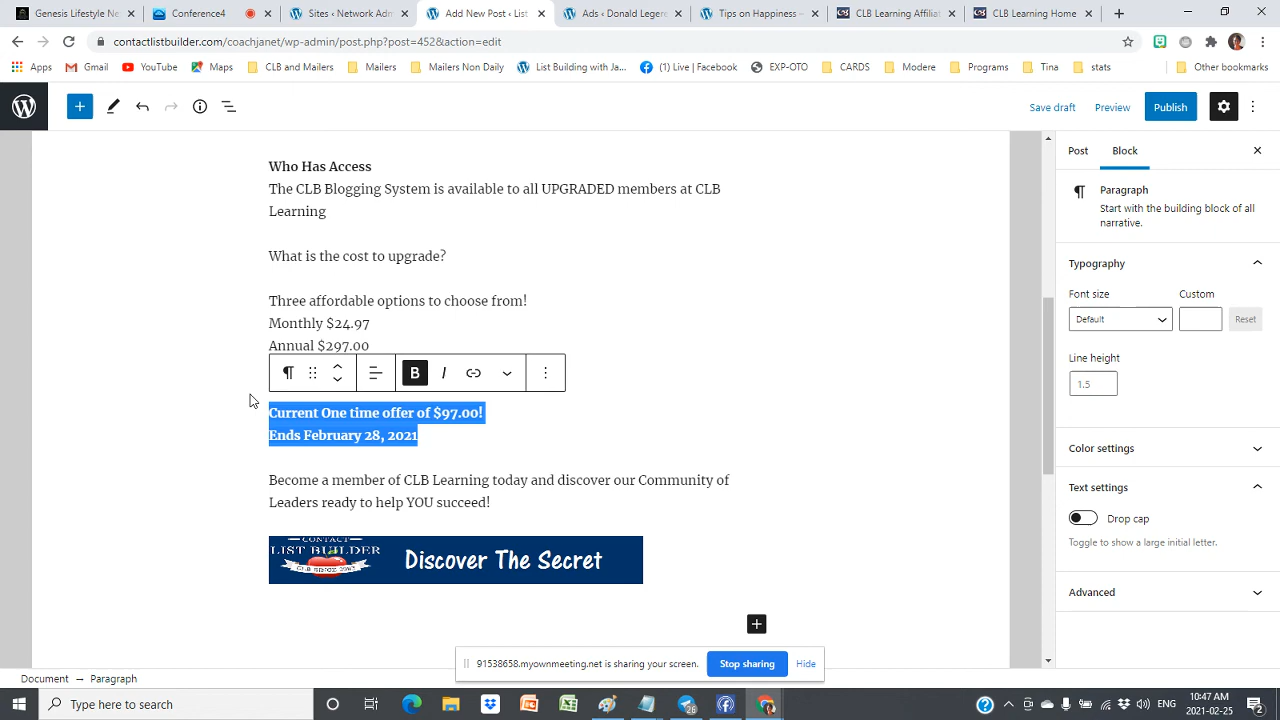 Genesis Lifestyle Ne
Conference4
Sites ‹ Network Adm
New Post ‹ List
Ads ‹ Donna Legere
Tips on Happiness –
CLB Learning Affiliat
CLB Learning Home
contactlistbuilder.com/coachjanet/wp-admin/post.php?post=452&action=edit
Apps
Gmail
YouTube
Maps
CLB and Mailers
Mailers
Mailers Non Daily
List Building with Ja...
(1) Live | Facebook
EXP-OTO
CARDS
Modere
Programs
Tina
stats
Other bookmarks
Save draft
Preview
Publish
Who Has Access
The CLB Blogging System is available to all UPGRADED members at CLB
Learning
What is the cost to upgrade?
Three affordable options to choose from!
Monthly $24.97
Annual $297.00
B
I
Current One time offer of $97.00!
Ends February 28, 2021
Become a member of CLB Learning today and discover our Community of
Leaders ready to help YOU succeed!
CONTACT
LIST BUILDER
Discover The Secret
Post
Block
Paragraph
Start with the building block of all
narrative.
Typography
Font size
Custom
Default
Reset
Line height
1.5
Color settings
Text settings
Drop cap
Toggle to show a large initial letter.
Advanced
91538658.myownmeeting.net is sharing your screen.
Stop sharing
Hide
Document → Paragraph
Type here to search
28
ENG
10:47 AM
2021-02-25
2